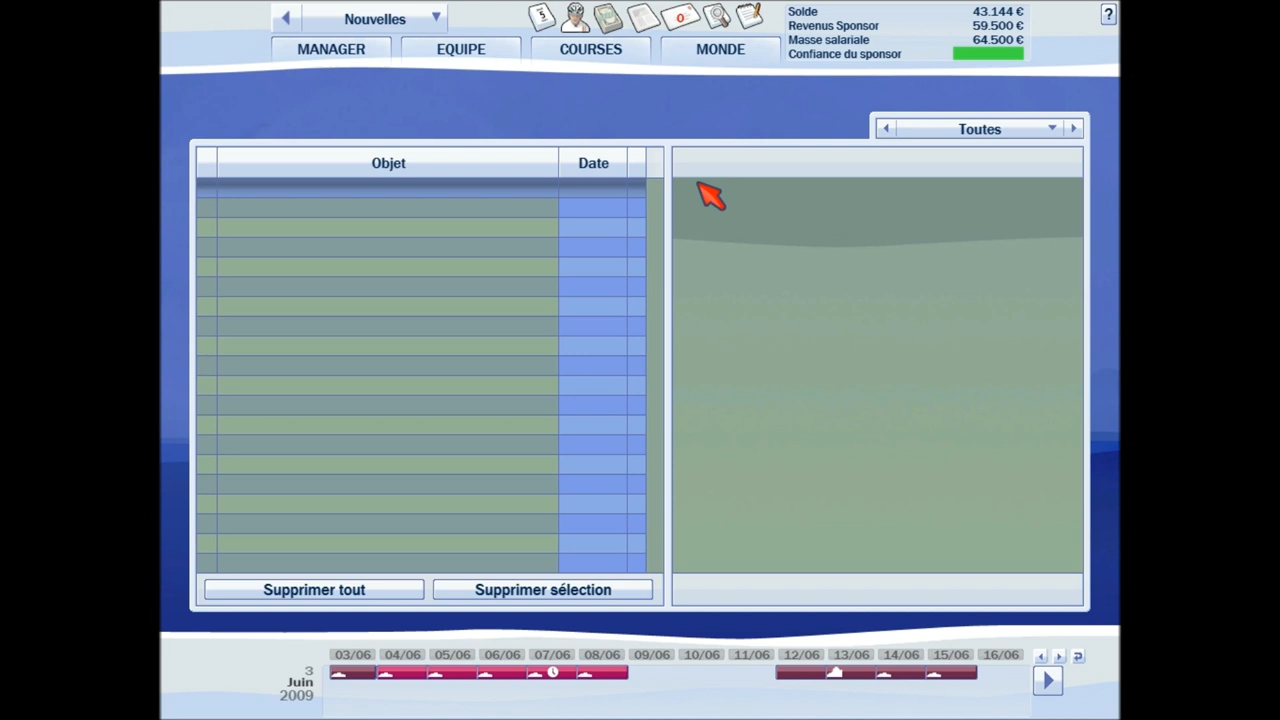 Nouvelles
5
0
Solde 43.144 €
Revenus Sponsor 59.500 €
Masse salariale 64.500 €
Confiance du sponsor
?
MANAGER EQUIPE COURSES MONDE
Toutes
Objet Date
Supprimer tout Supprimer sélection
03/06 04/06 05/06 06/06 07/06 08/06 09/06 10/06 11/06 12/06 13/06 14/06 15/06 16/06
3
Juin
2009